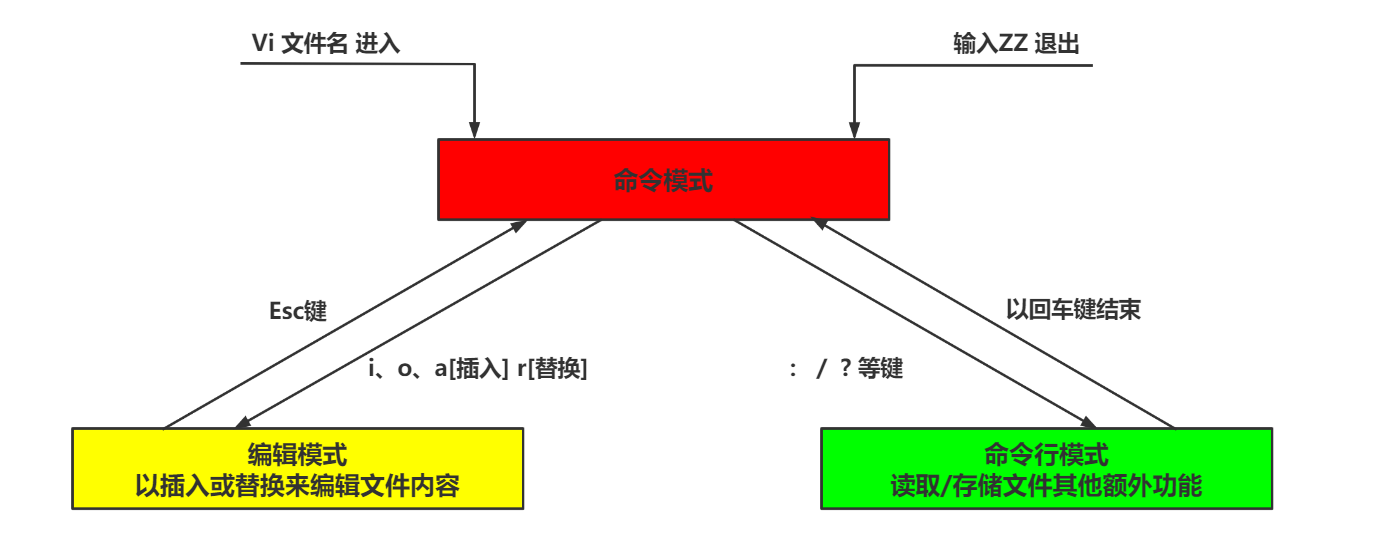 Vi 文件名 进入
输入ZZ 退出
命令模式
Esc键
以回车键结束
i、o、a[插入] r[替换]
： / ？等键
编辑模式
以插入或替换来编辑文件内容
命令行模式
读取/存储文件其他额外功能